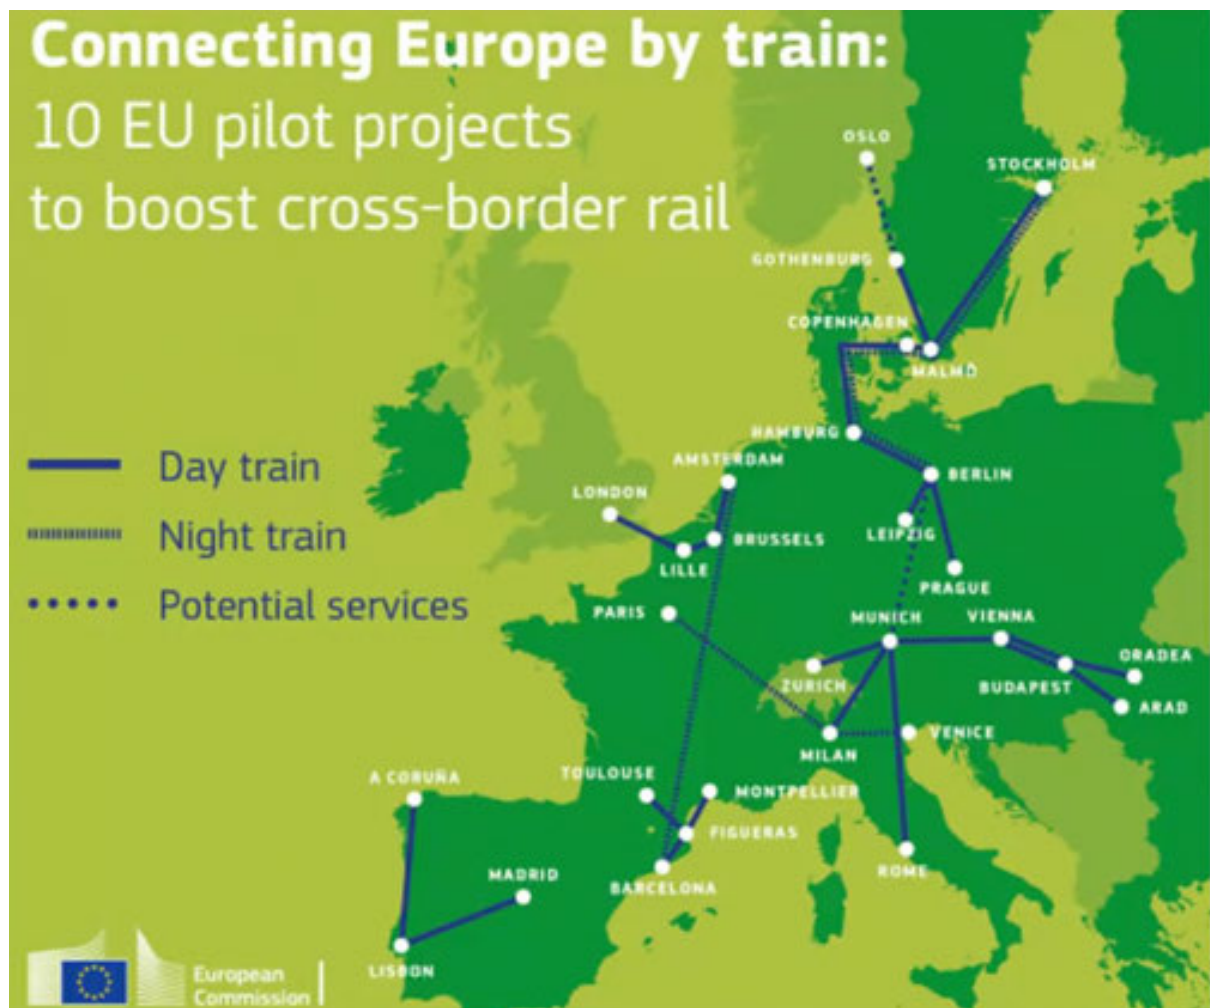 Connecting Europe by train:
10 EU pilot projects
to boost cross-border rail
OSLO
STOCKHOLM
GOTHENBURG
COPENHAGEN
MALMÖ
HAMBURG
AMSTERDAM
BERLIN
Day train
LONDON
LEIPZIG
BRUSSELS
Night train
LILLE
PRAGUE
Potential services
PARIS
MUNICH
VIENNA
ORADEA
ZURICH
BUDAPEST
ARAD
VENICE
MILAN
A CORUÑA
TOULOUSE
MONTPELLIER
FIGUERAS
MADRID
BARCELONA
ROME
LISBON
European
Commission